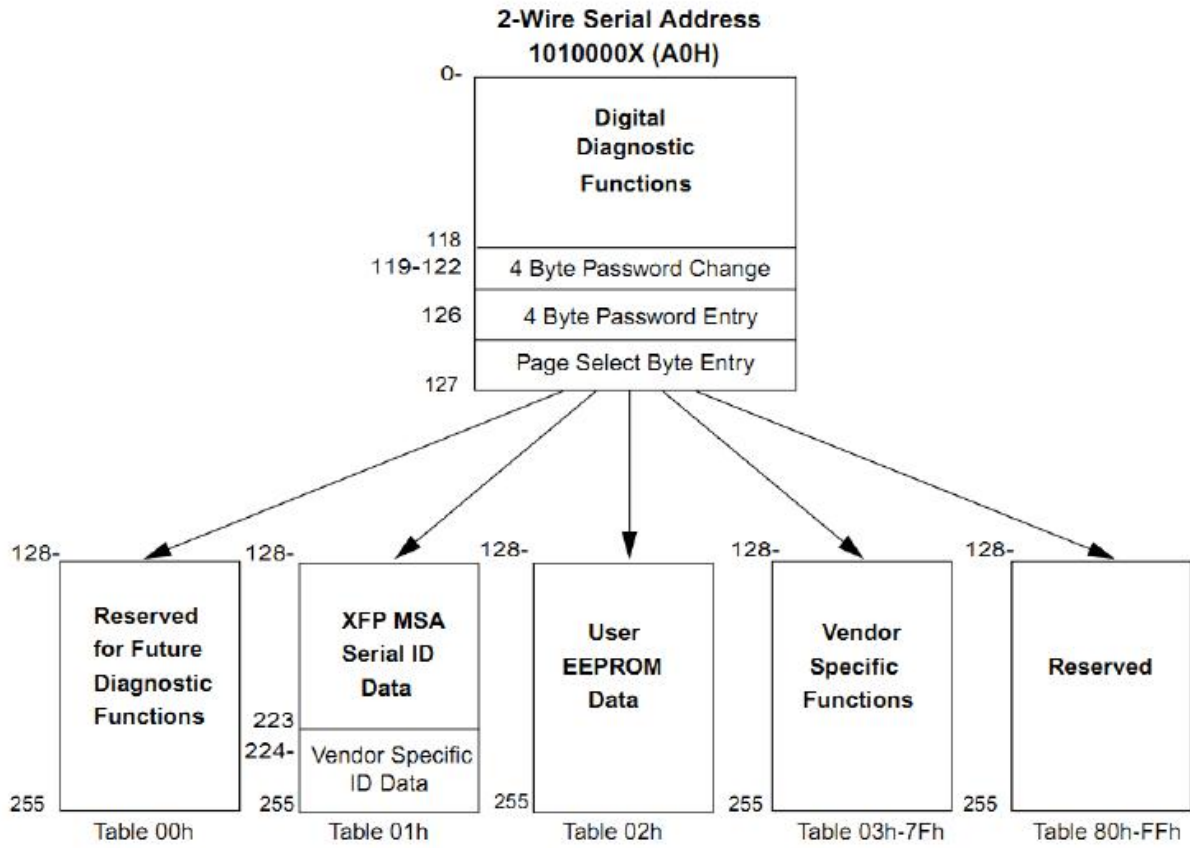 2-Wire Serial Address
1010000X (A0H)
0-
Digital
Diagnostic
Functions
118
119-122
4 Byte Password Change
126
4 Byte Password Entry
Page Select Byte Entry
127
128-
Reserved
for Future
Diagnostic
Functions
255
Table 00h
128-
XFP MSA
Serial ID
Data
223
224-
Vendor Specific
ID Data
255
Table 01h
128-
User
EEPROM
Data
255
Table 02h
128-
Vendor
Specific
Functions
255
Table 03h-7Fh
128-
Reserved
255
Table 80h-FFh